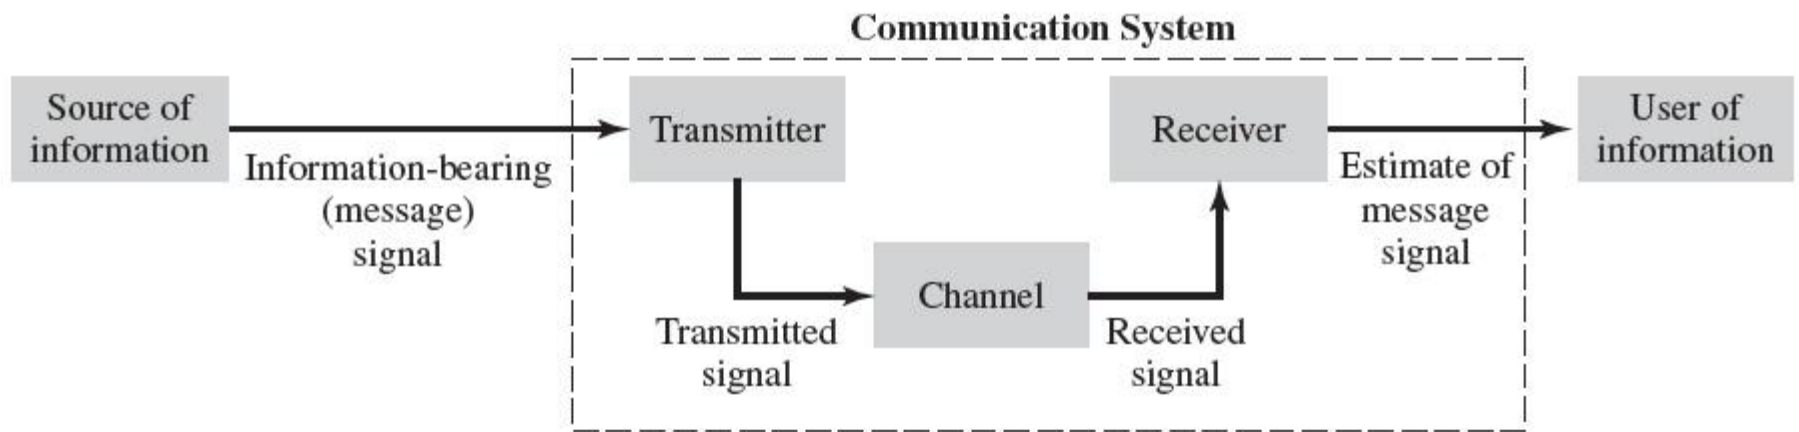 Communication System
Source of
information
Information-bearing
(message)
signal
Transmitter
Transmitted
signal
Channel
Received
signal
Receiver
Estimate of
message
signal
User of
information